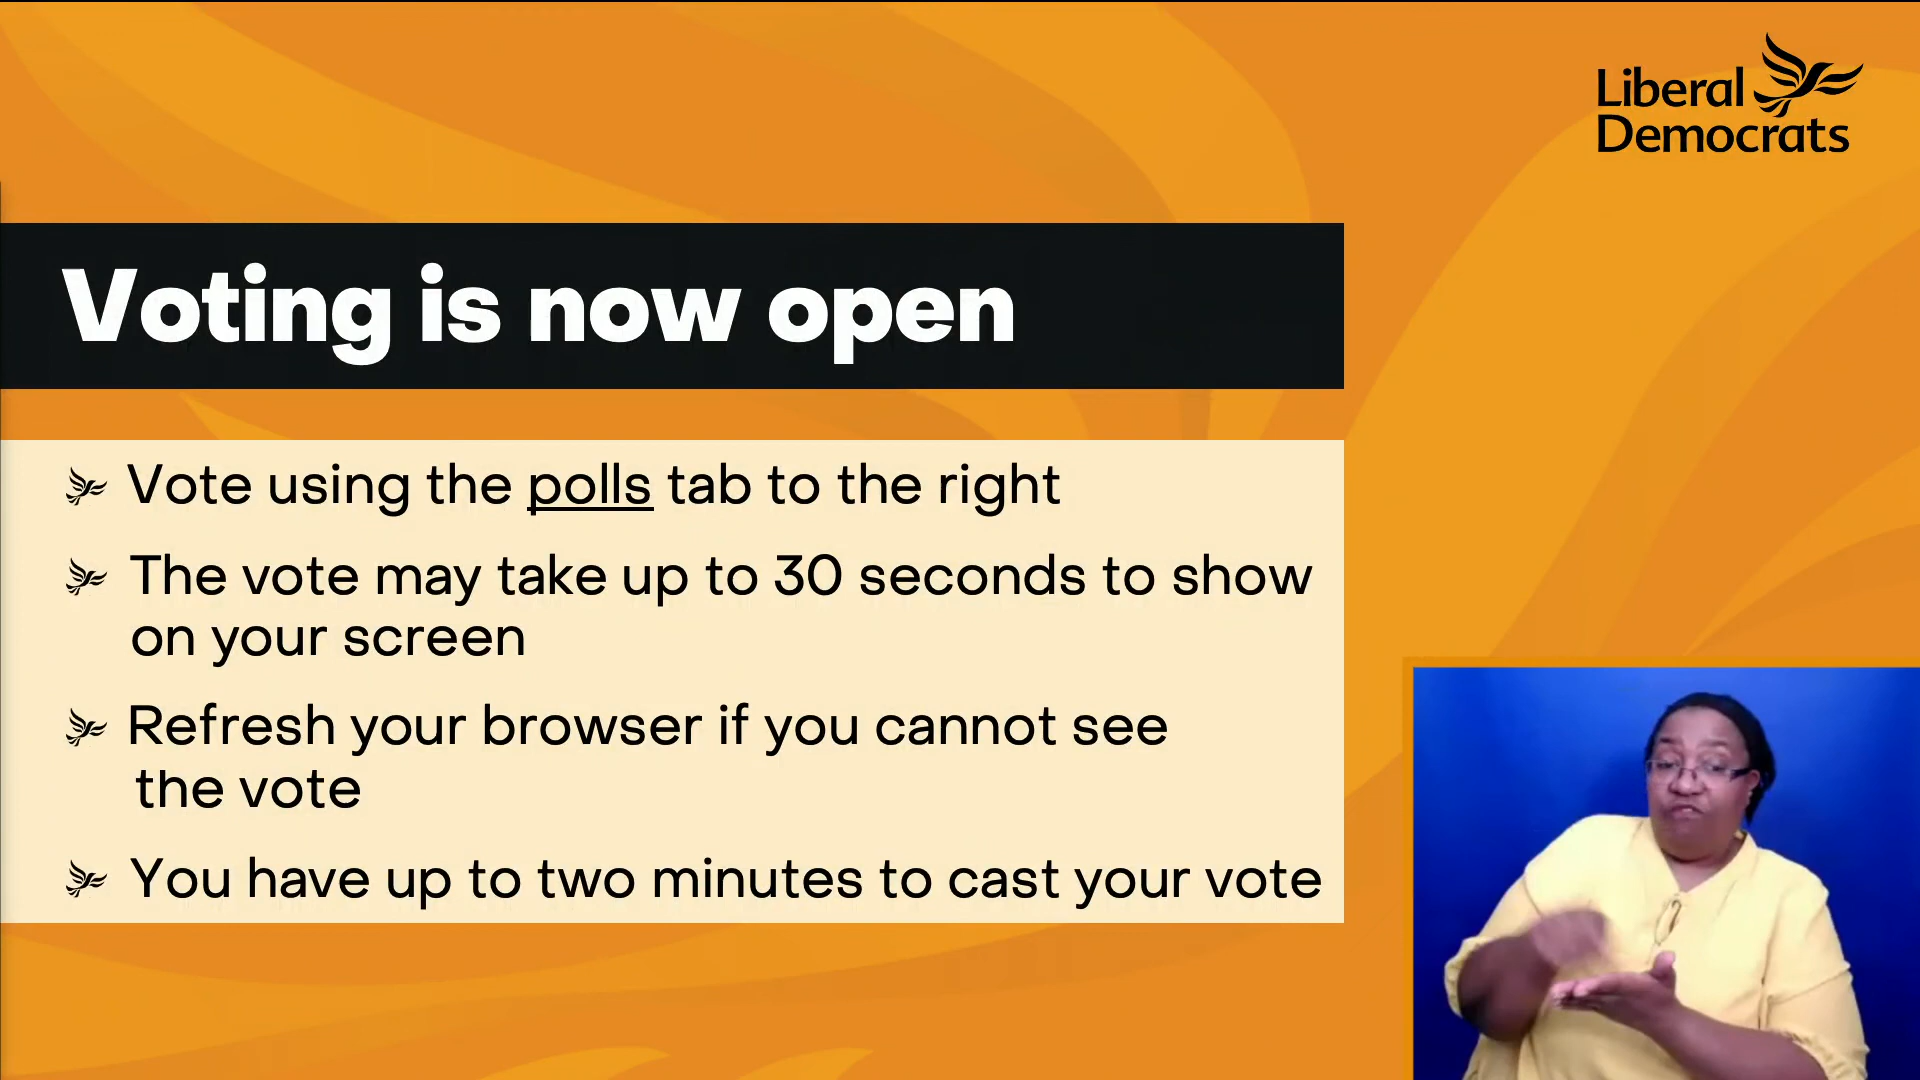 Liberal
Democrats
Voting is now open
Vote using the polls tab to the right
The vote may take up to 30 seconds to show
on your screen
Refresh your browser if you cannot see
the vote
You have up to two minutes to cast your vote